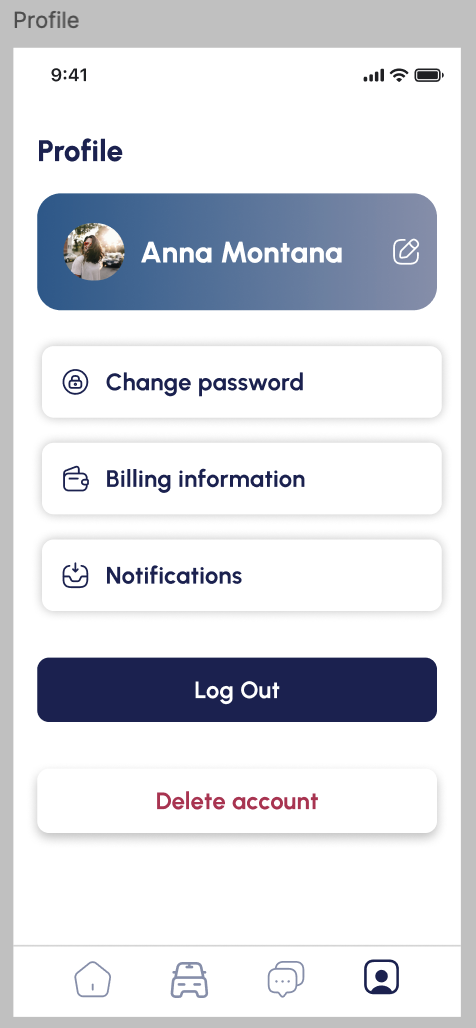 Profile
9:41
Profile
Anna Montana
Change password
Billing information
Notifications
Log Out
Delete account